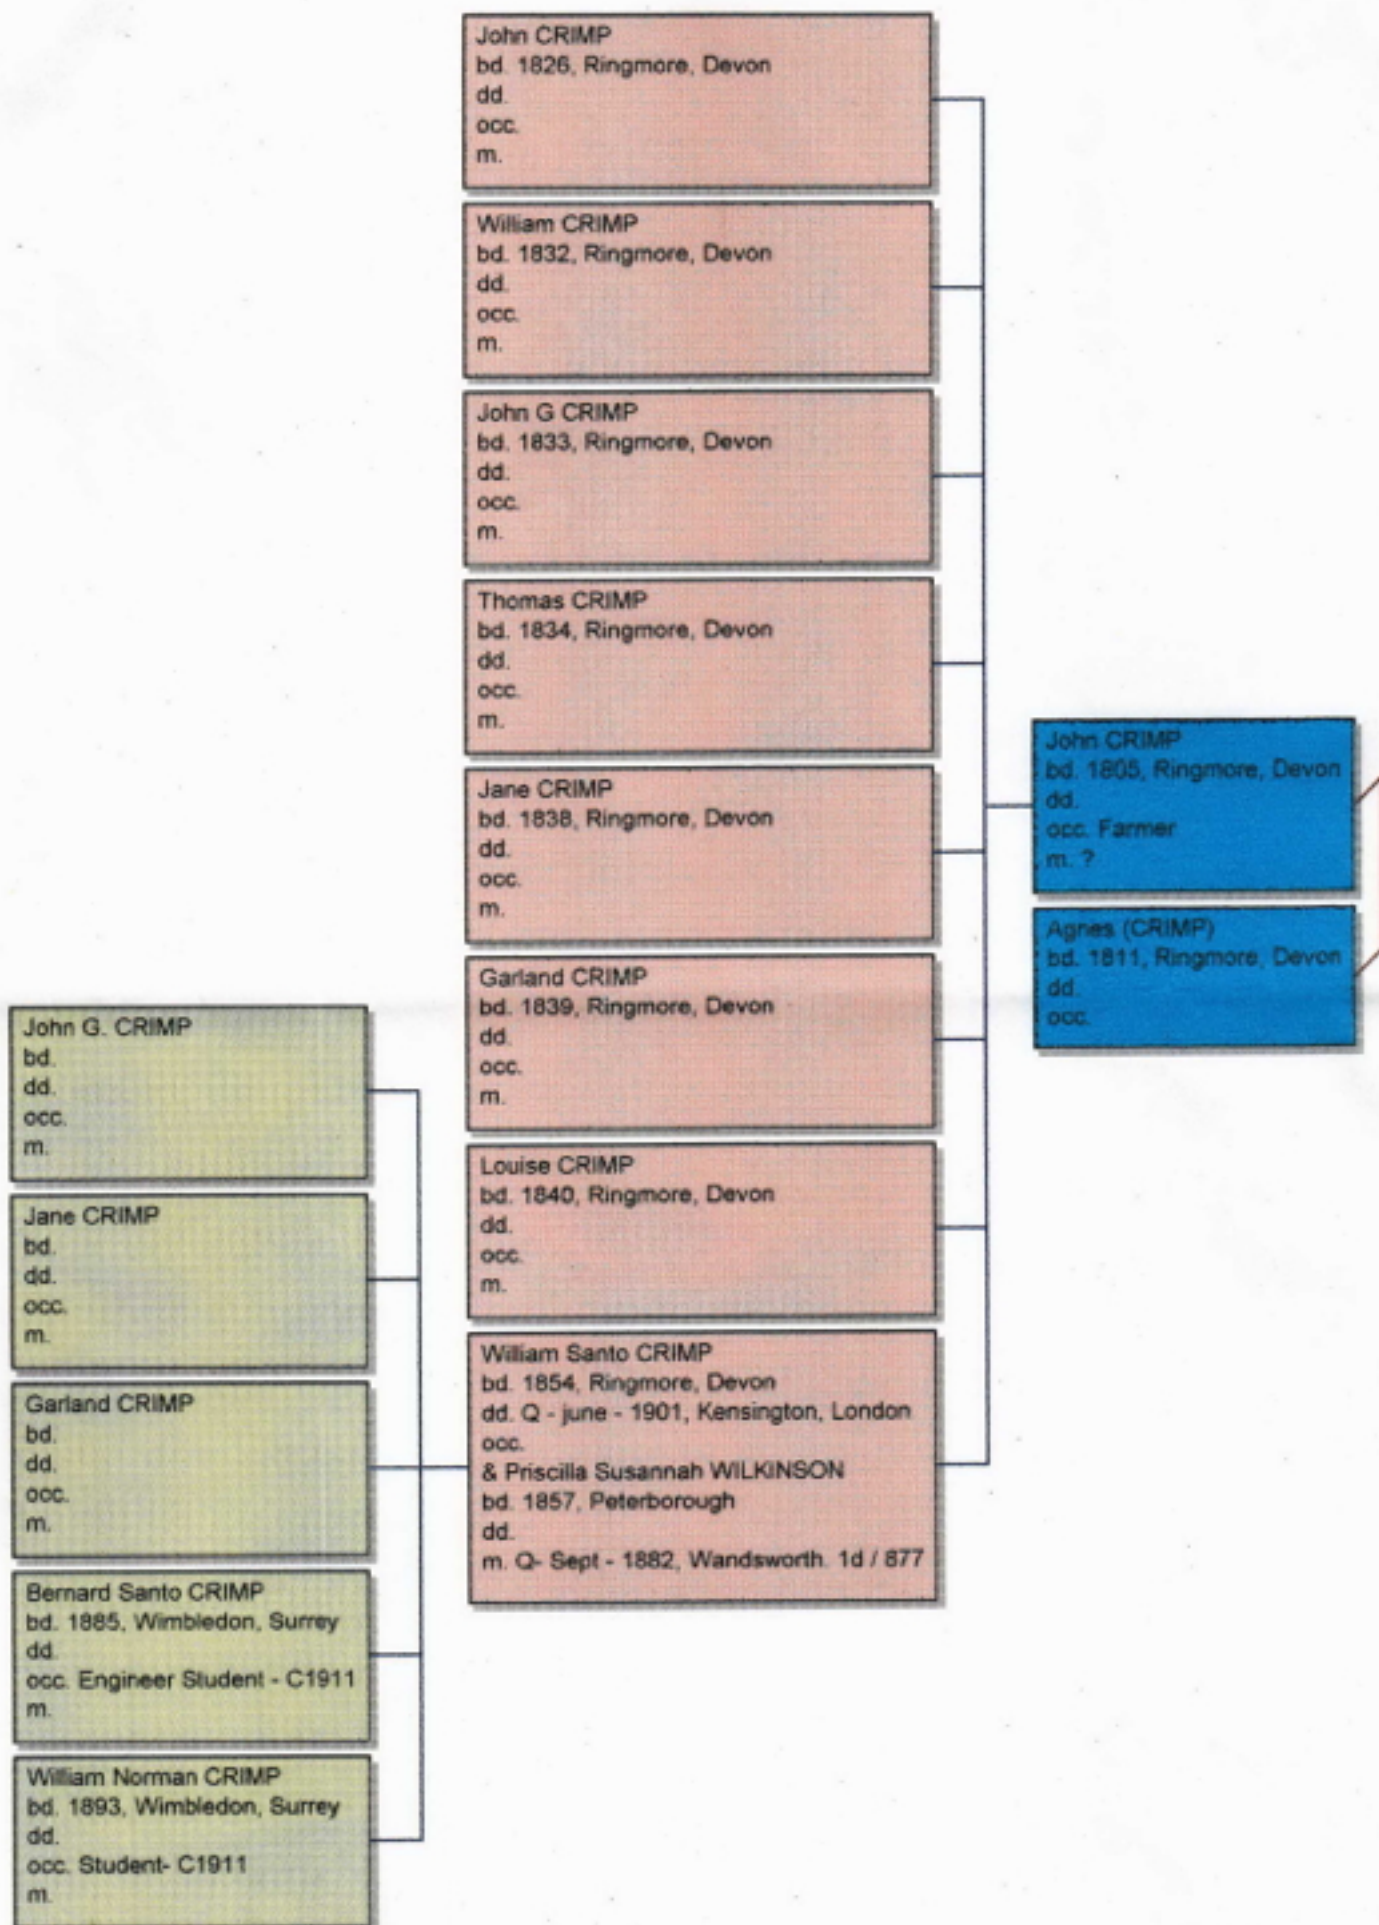 John CRIMP
bd. 1826, Ringmore, Devon
dd.
occ.
m.
William CRIMP
bd. 1832, Ringmore, Devon
dd.
occ.
m.
John G CRIMP
bd. 1833, Ringmore, Devon
dd.
occ.
m.
Thomas CRIMP
bd. 1834, Ringmore, Devon
dd.
occ.
m.
Jane CRIMP
bd. 1838, Ringmore, Devon
dd.
occ.
m.
Garland CRIMP
bd. 1839, Ringmore, Devon
dd.
occ.
m.
Louise CRIMP
bd. 1840, Ringmore, Devon
dd.
occ.
m.
William Santo CRIMP
bd. 1854, Ringmore, Devon
dd. Q - june - 1901, Kensington, London
occ.
& Priscilla Susannah WILKINSON
bd. 1857, Peterborough
dd.
m. Q- Sept - 1882, Wandsworth. 1d / 877
John CRIMP
bd. 1805, Ringmore, Devon
dd.
occ. Farmer
m. ?
Agnes (CRIMP)
bd. 1811, Ringmore, Devon
dd.
occ.
John G. CRIMP
bd.
dd.
occ.
m.
Jane CRIMP
bd.
dd.
occ.
m.
Garland CRIMP
bd.
dd.
occ.
m.
Bernard Santo CRIMP
bd. 1885, Wimbledon, Surrey
dd.
occ. Engineer Student - C1911
m.
William Norman CRIMP
bd. 1893, Wimbledon, Surrey
dd.
occ. Student- C1911
m.